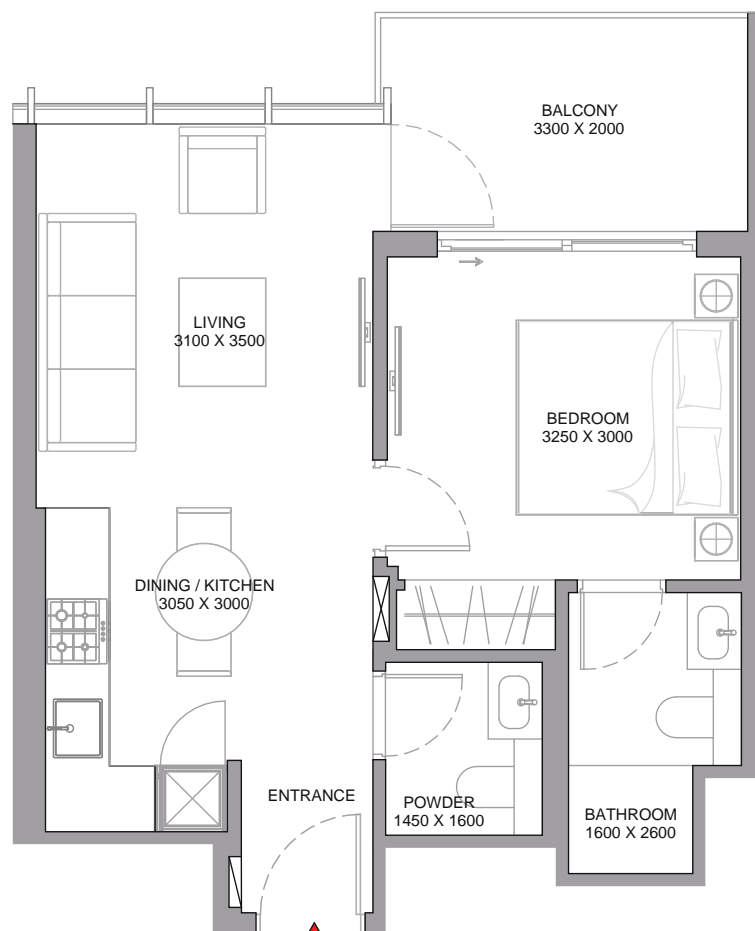 BALCONY
3300 X 2000
LIVING
3100 X 3500
BEDROOM
3250 X 3000
DINING / KITCHEN
3050 X 3000
ENTRANCE
POWDER
1450 X 1600
BATHROOM
1600 X 2600